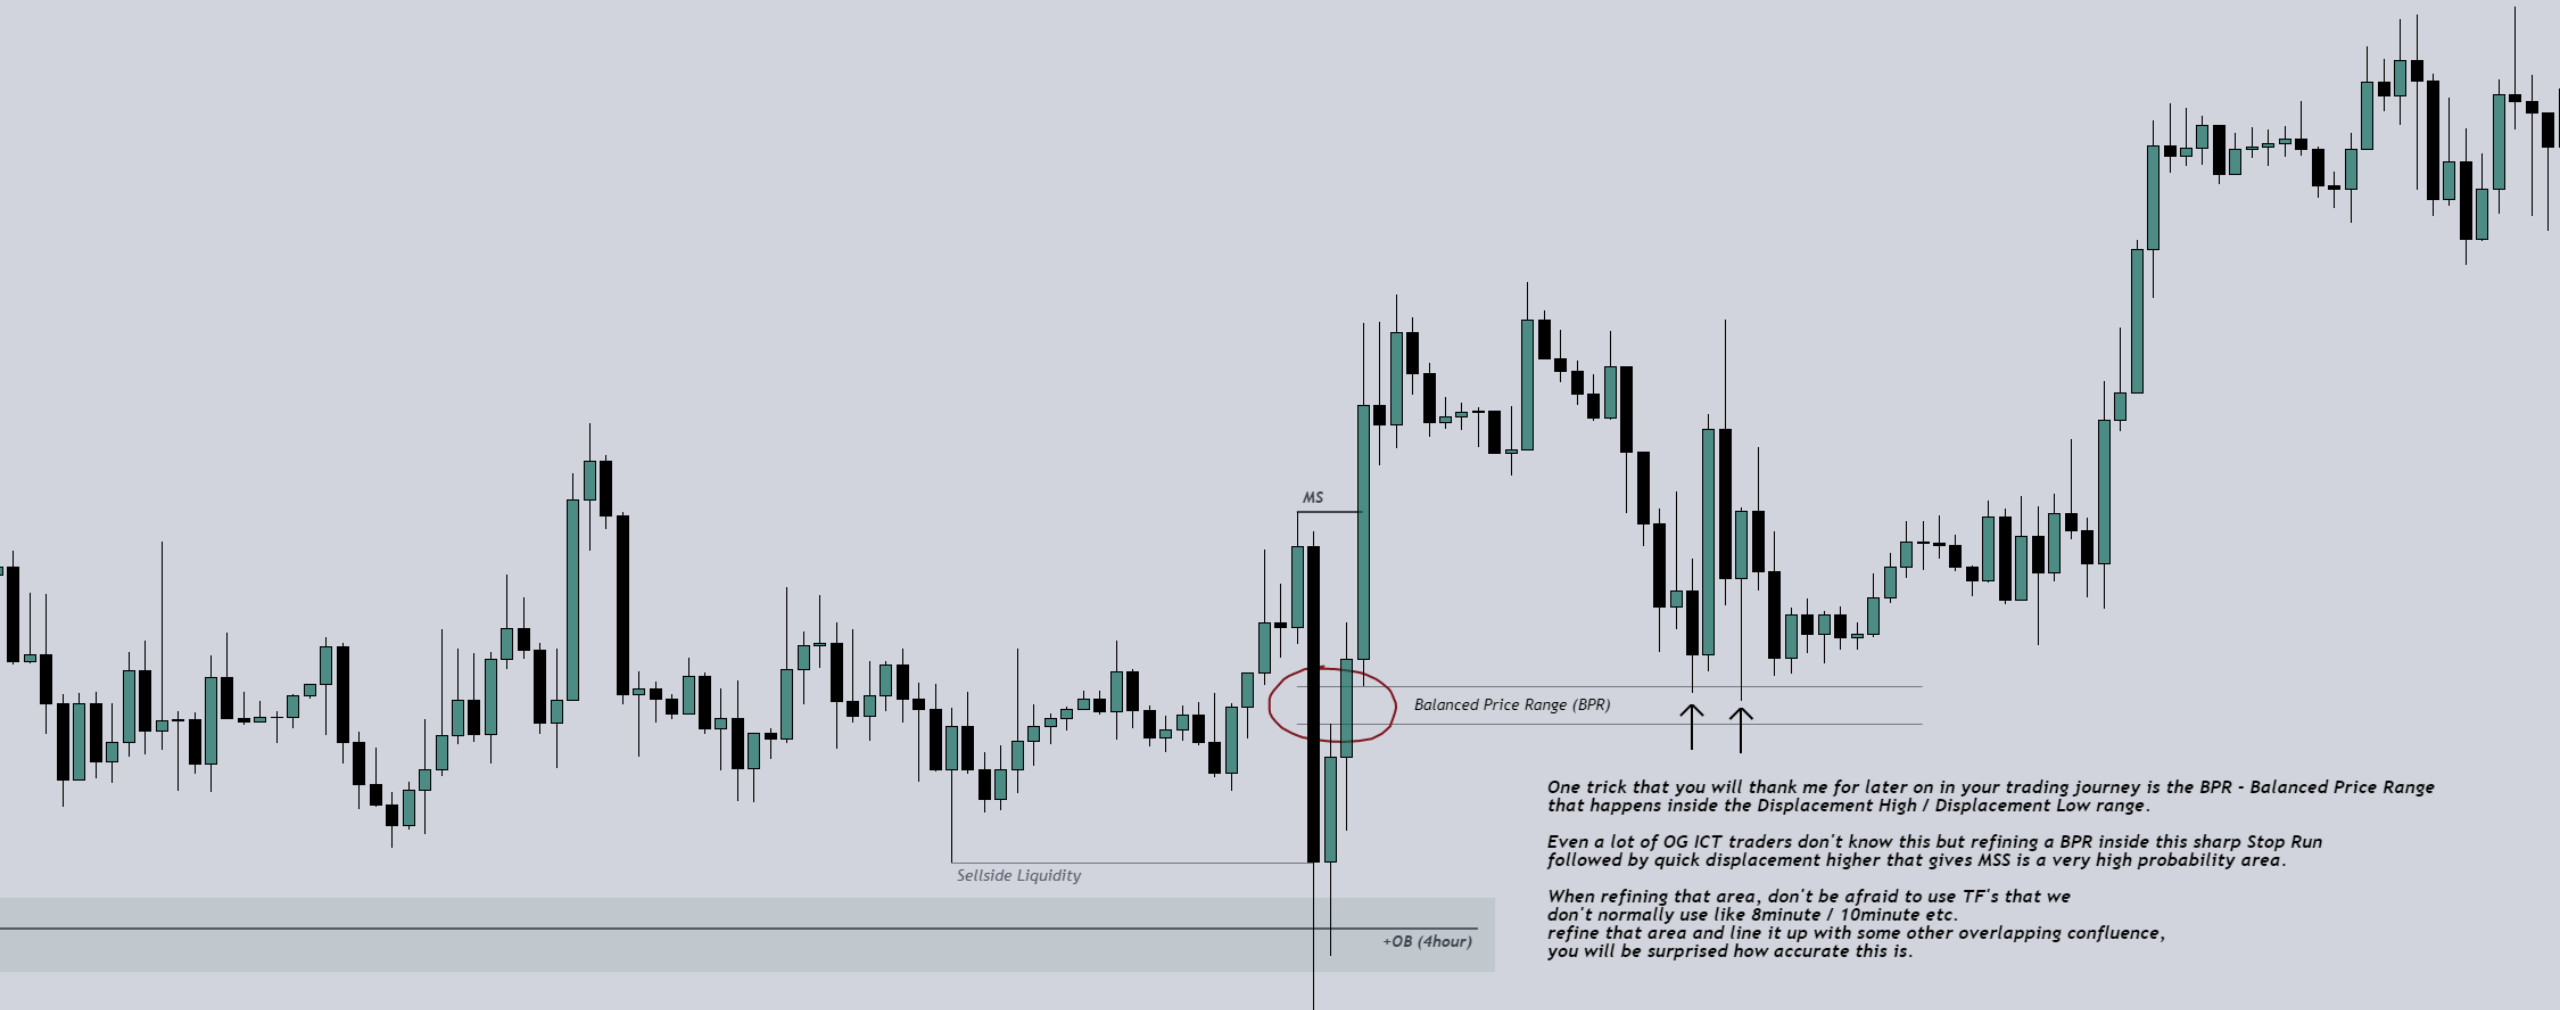 MS
Balanced Price Range (BPR)
One trick that you will thank me for later on in your trading journey is the BPR - Balanced Price Range
that happens inside the Displacement High / Displacement Low range.
Even a lot of OG ICT traders don't know this but refining a BPR inside this sharp Stop Run
followed by quick displacement higher that gives MSS is a very high probability area.
Sellside Liquidity
When refining that area, don't be afraid to use TF's that we
don't normally use like 8minute / 10minute etc.
refine that area and line it up with some other overlapping confluence,
you will be surprised how accurate this is.
+OB (4hour)